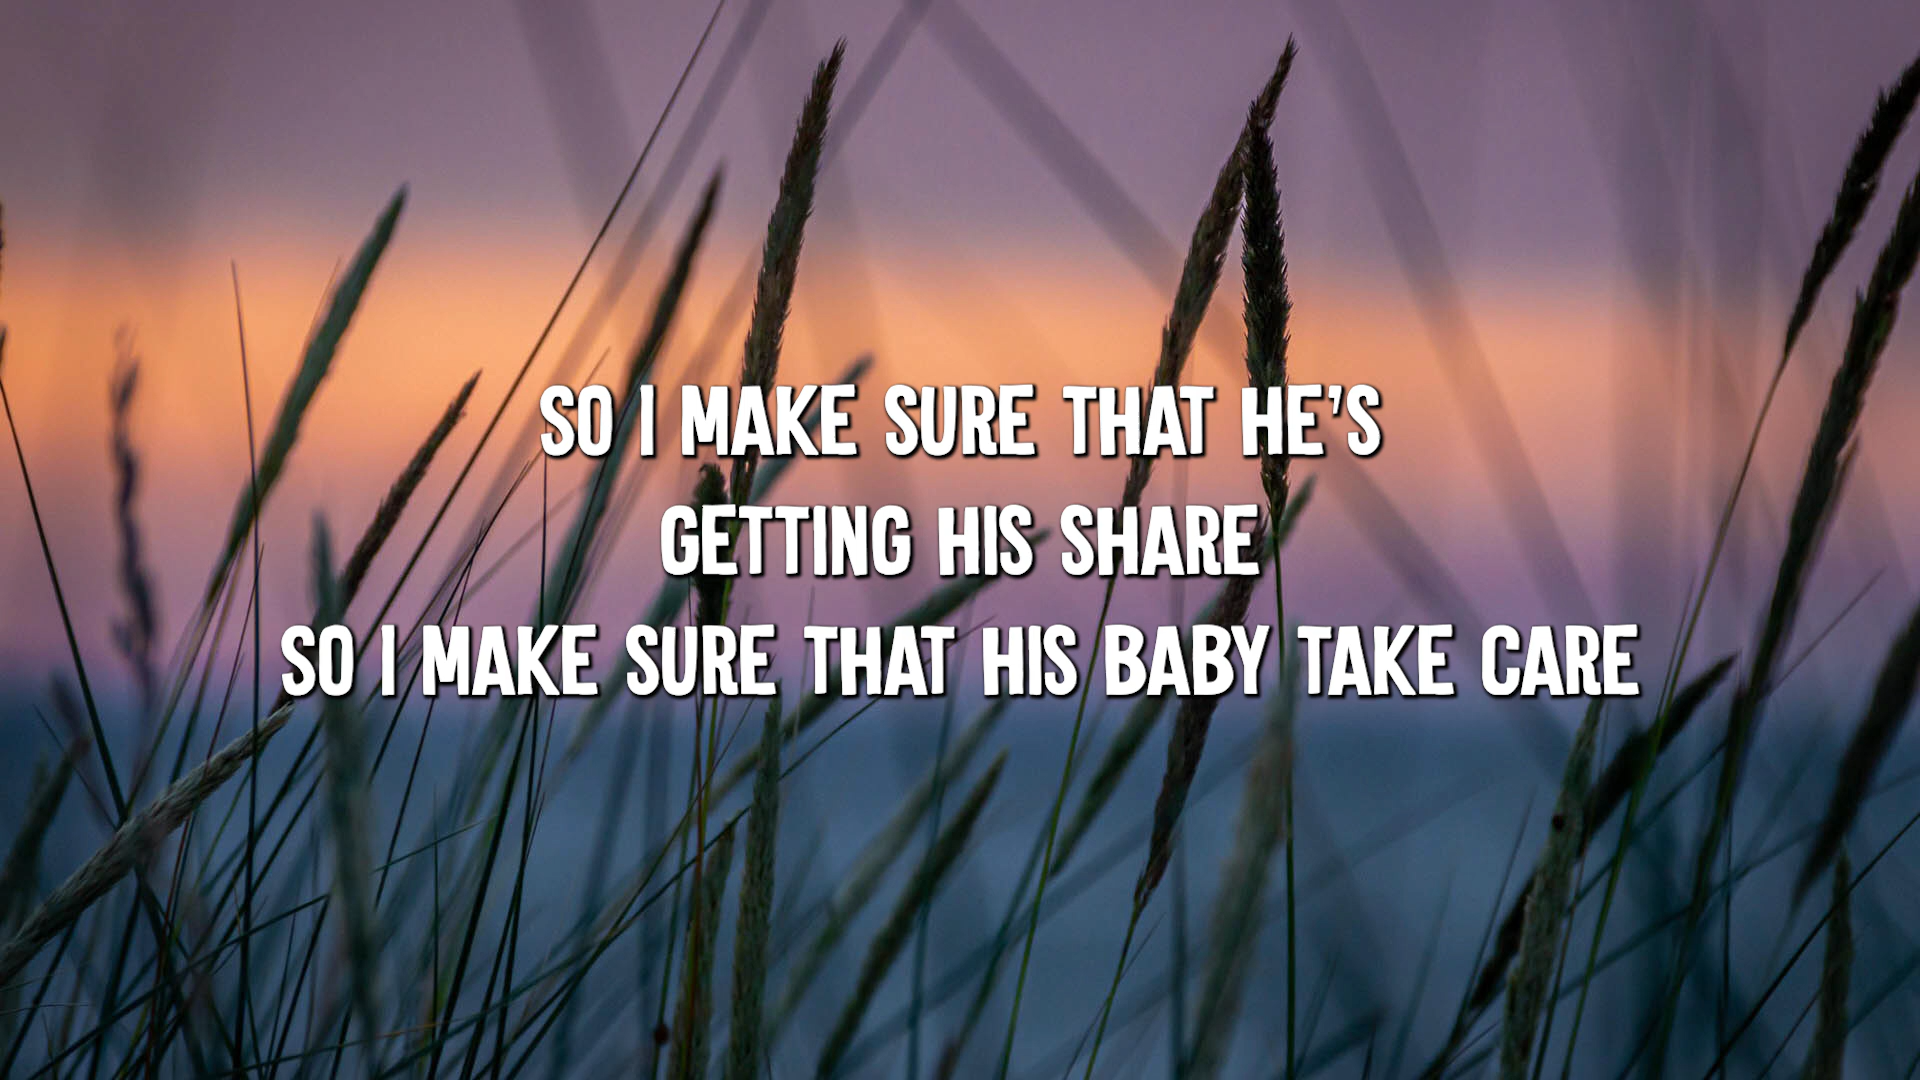 SO I MAKE SURE THAT HE'S
GETTING HIS SHARE
SO I MAKE SURE THAT HIS BABY TAKE CARE